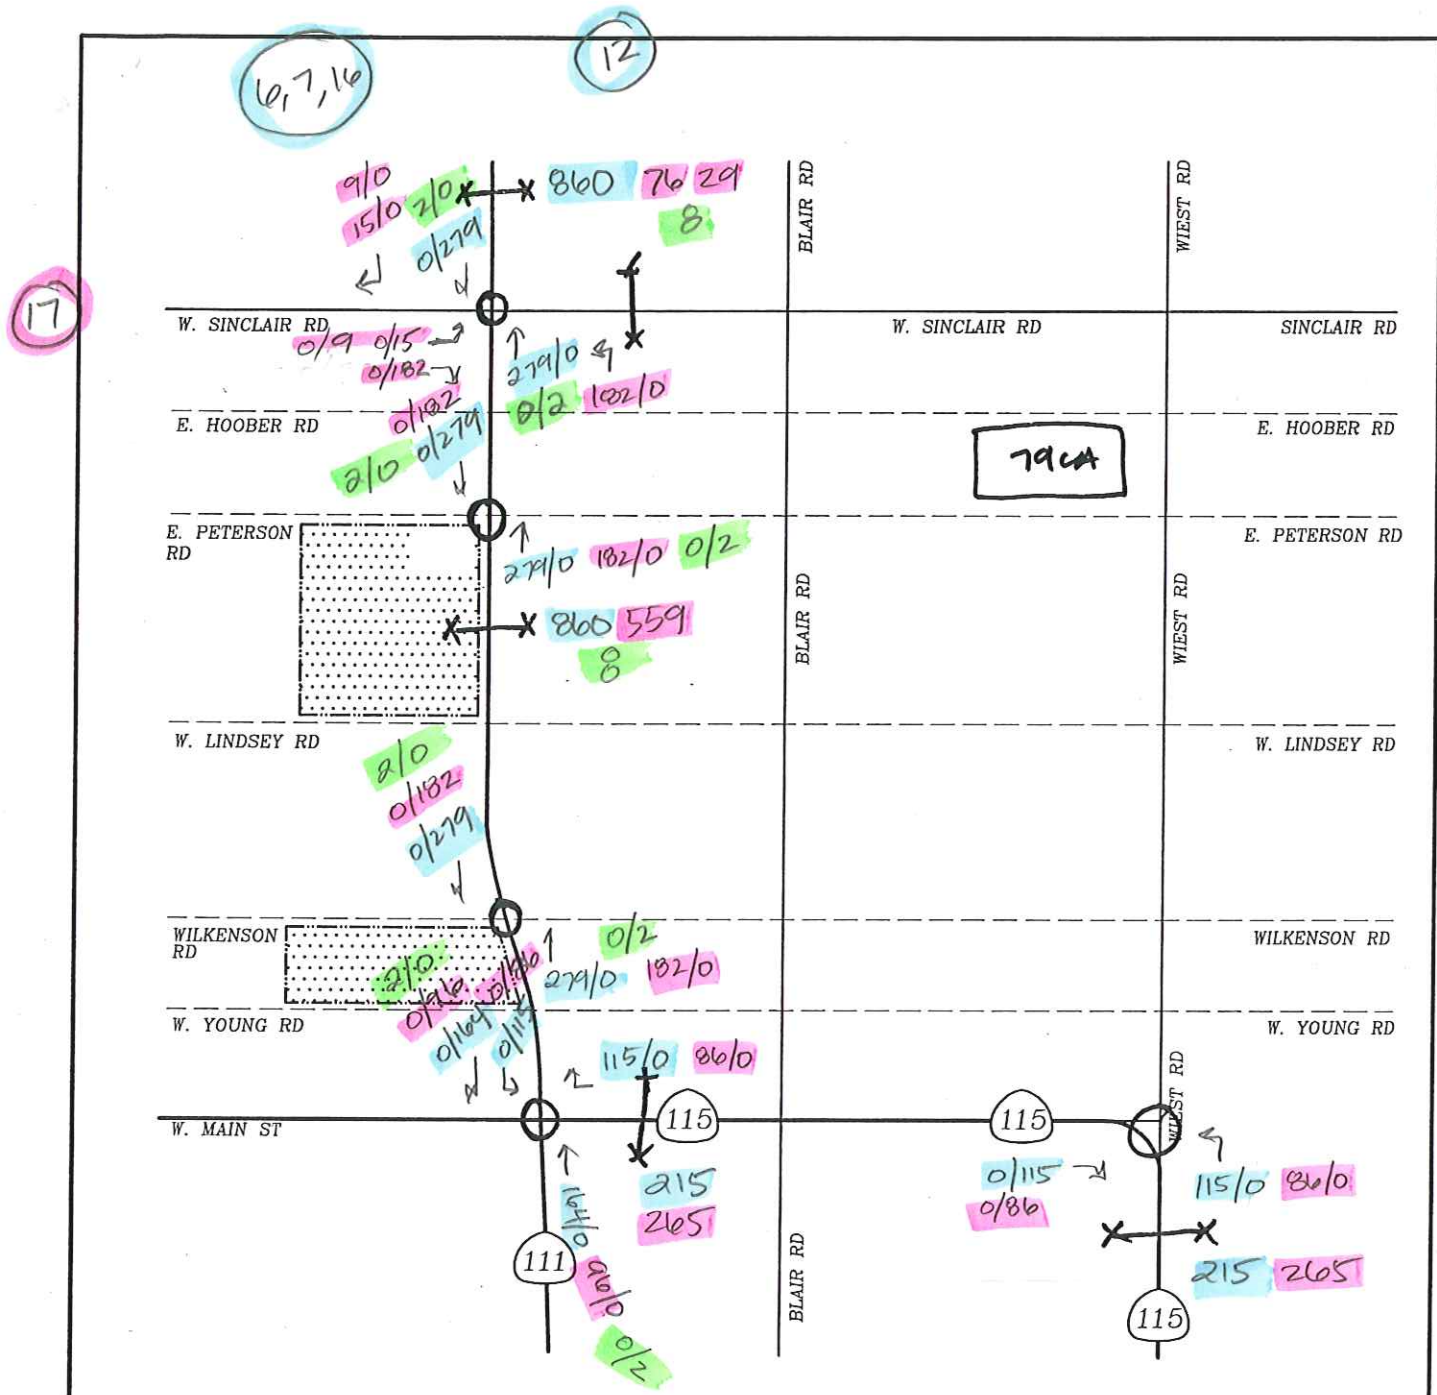 6,7,16
12
9/0
15/0 2/0
860 76 29
8
0/279
BLAIR RD
WIEST RD
17
W. SINCLAIR RD
W. SINCLAIR RD
SINCLAIR RD
0/9 0/15
0/182
279/0
0/182
0/2 182/0
E. HOOBER RD
E. HOOBER RD
0/279
2/0
79CA
E. PETERSON
RD
E. PETERSON RD
279/0 182/0 0/2
860 559
8
BLAIR RD
WIEST RD
W. LINDSEY RD
W. LINDSEY RD
2/0
0/182
0/279
WILKENSON
RD
WILKENSON RD
0/2
279/0 182/0
2/0
0/96 0/86
0/164 0/115
W. YOUNG RD
W. YOUNG RD
115/0 86/0
WIEST RD
W. MAIN ST
115
115
215
265
0/115
0/86
115/0 86/0
164/0
96/0
0/2
111
BLAIR RD
215 265
115